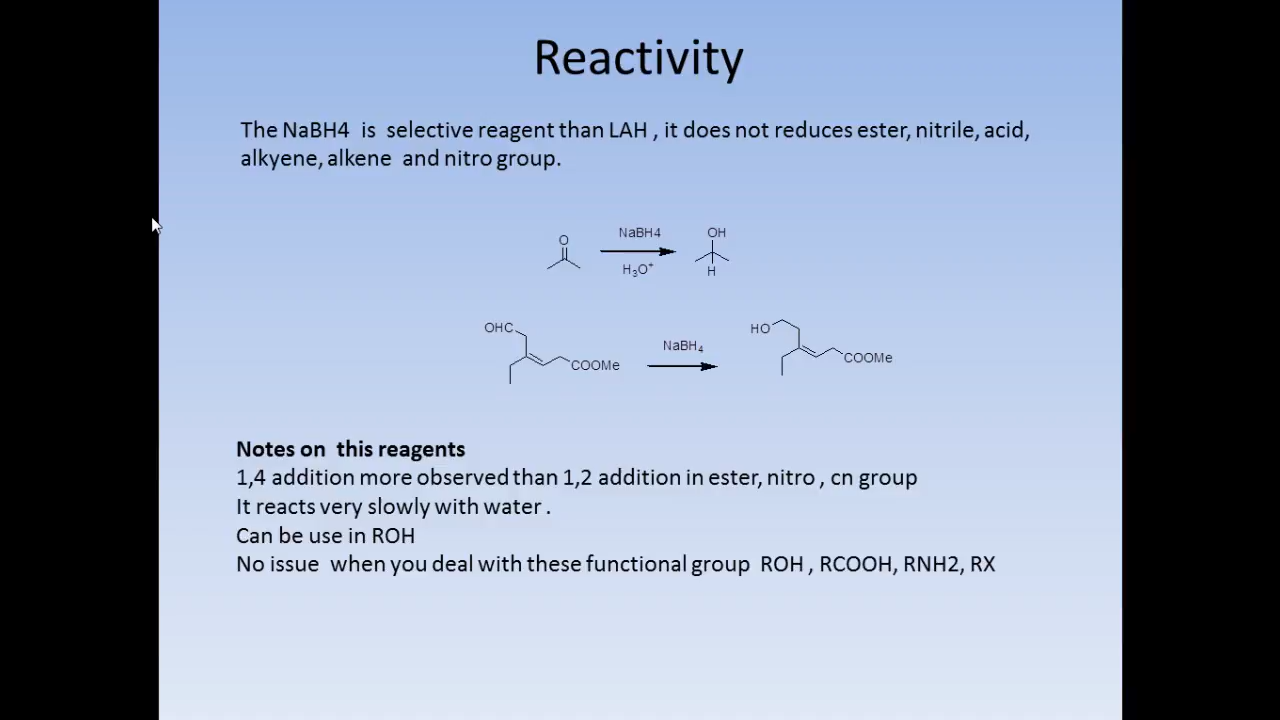 Reactivity
The NaBH4 is selective reagent than LAH , it does not reduces ester, nitrile, acid,
alkyene, alkene and nitro group.
O
NaBH4
H3O+
OH
H
OHC
COOMe
NaBH4
HO
COOMe
Notes on this reagents
1,4 addition more observed than 1,2 addition in ester, nitro , cn group
It reacts very slowly with water .
Can be use in ROH
No issue when you deal with these functional group ROH , RCOOH, RNH2, RX